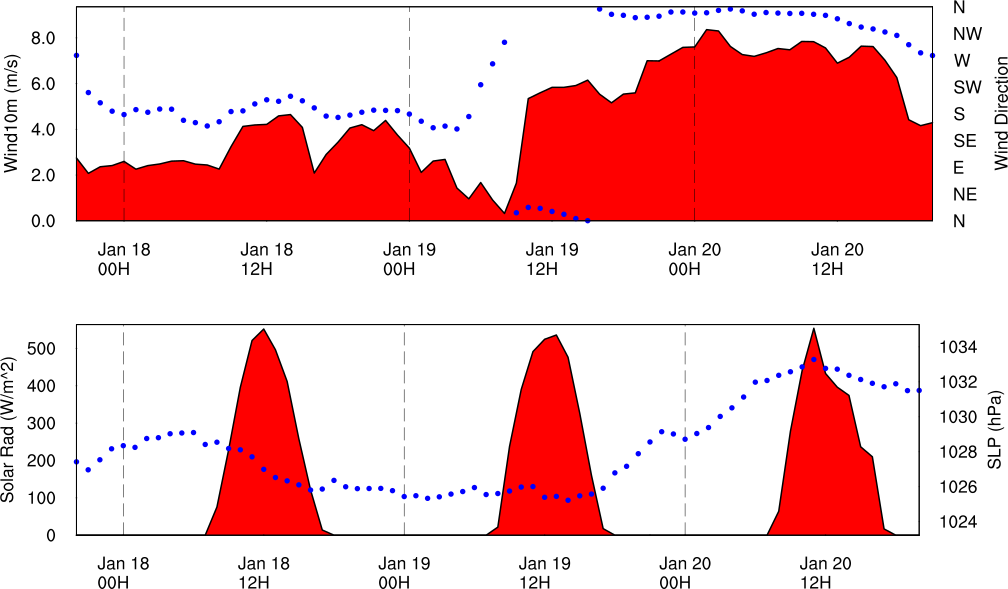 N
8.0
NW
W
6.0
SW
Wind10m (m/s)
S
Wind Direction
4.0
SE
E
2.0
NE
0.0
N
Jan 18 Jan 18 Jan 19 Jan 19 Jan 20 Jan 20
00H 12H 00H 12H 00H 12H
500
1034
400
1032
300
1030
Solar Rad (W/m^2)
SLP (hPa)
200
1028
100
1026
0
1024
Jan 18 Jan 18 Jan 19 Jan 19 Jan 20 Jan 20
00H 12H 00H 12H 00H 12H